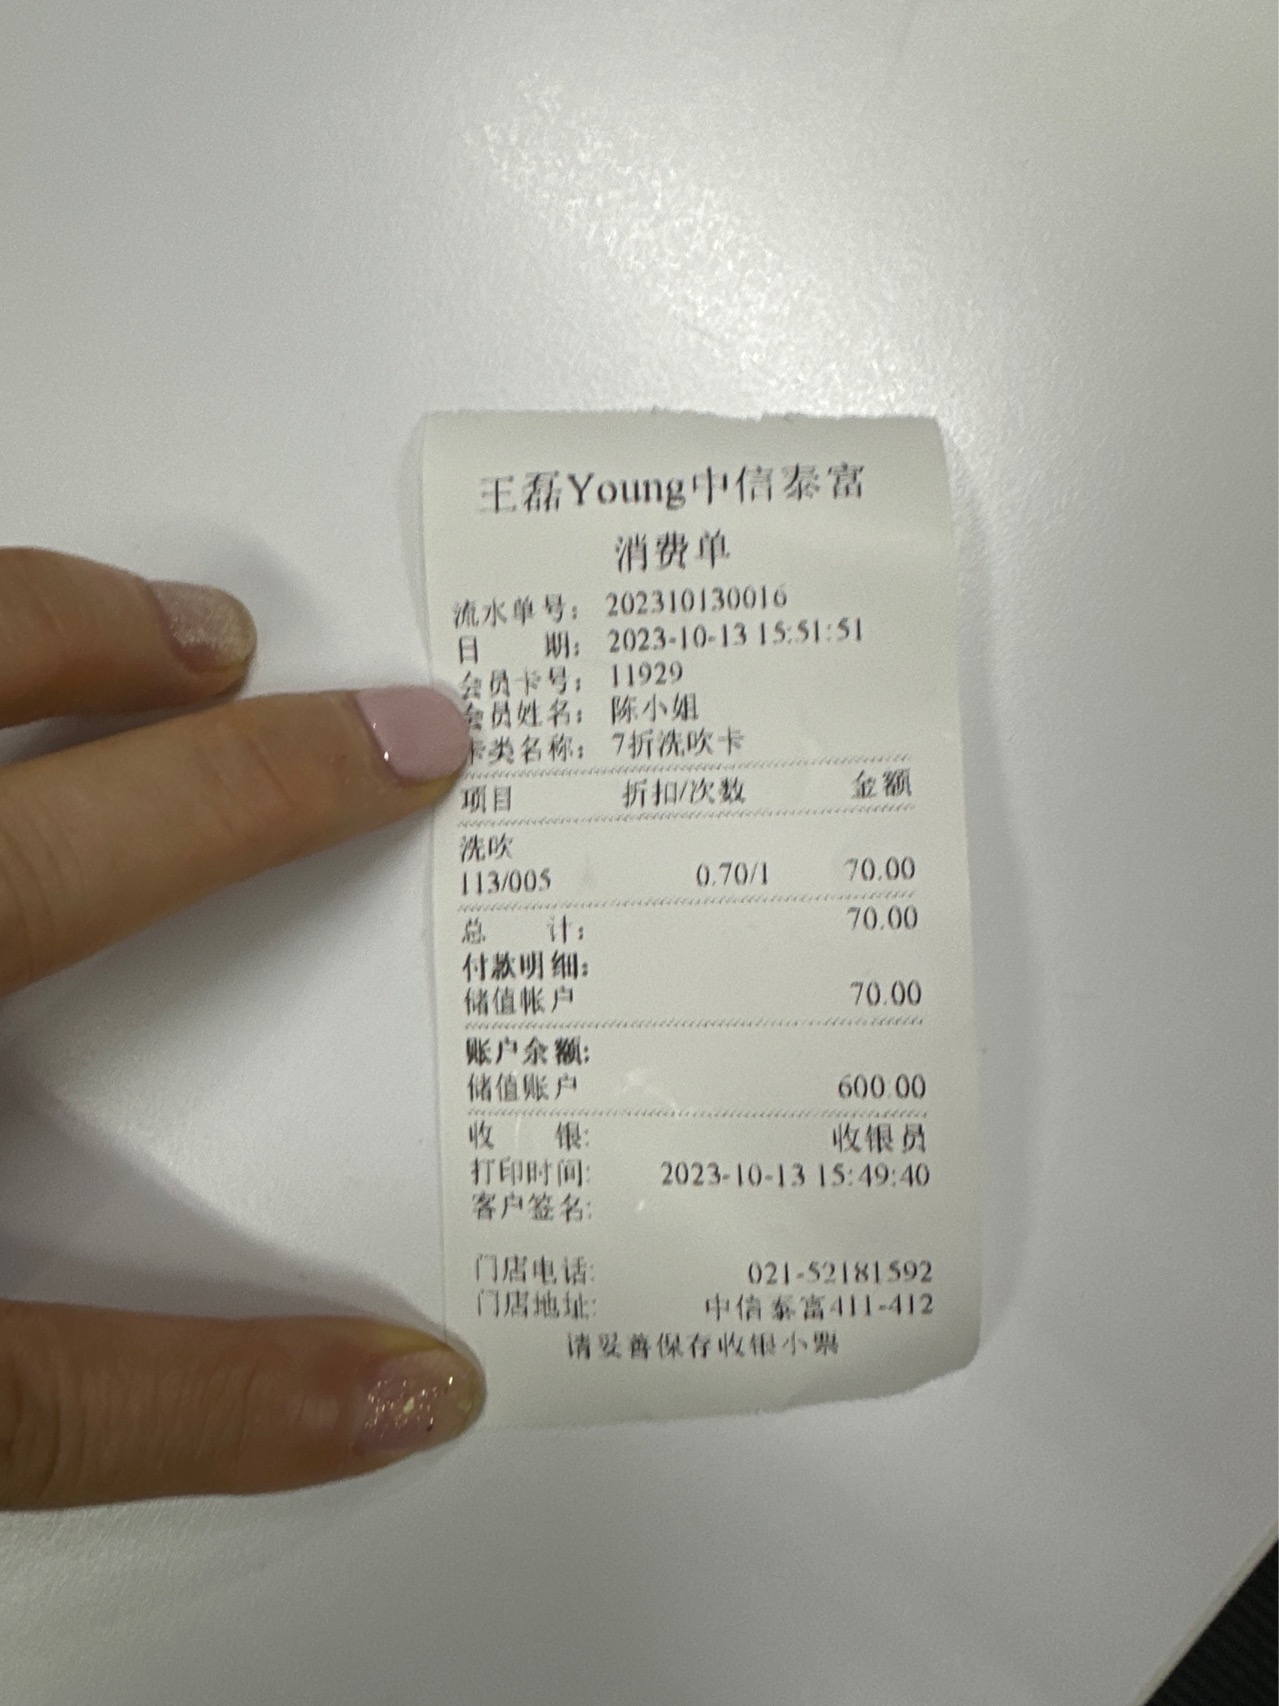 王磊Young中信泰富
消费单
流水单号： 202310130016
日 期： 2023-10-13 15:51:51
会员卡号： 11929
会员姓名： 陈小姐
卡类名称： 7折洗吹卡
项目 折扣/次数 金额
洗吹
113/005 0.70/1 70.00
总 计： 70.00
付款明细：
储值帐户 70.00
账户余额:
储值账户 600.00
收 银: 收银员
打印时间: 2023-10-13 15:49:40
客户签名:
门店电话: 021-52181592
门店地址: 中信泰富411-412
请妥善保存收银小票